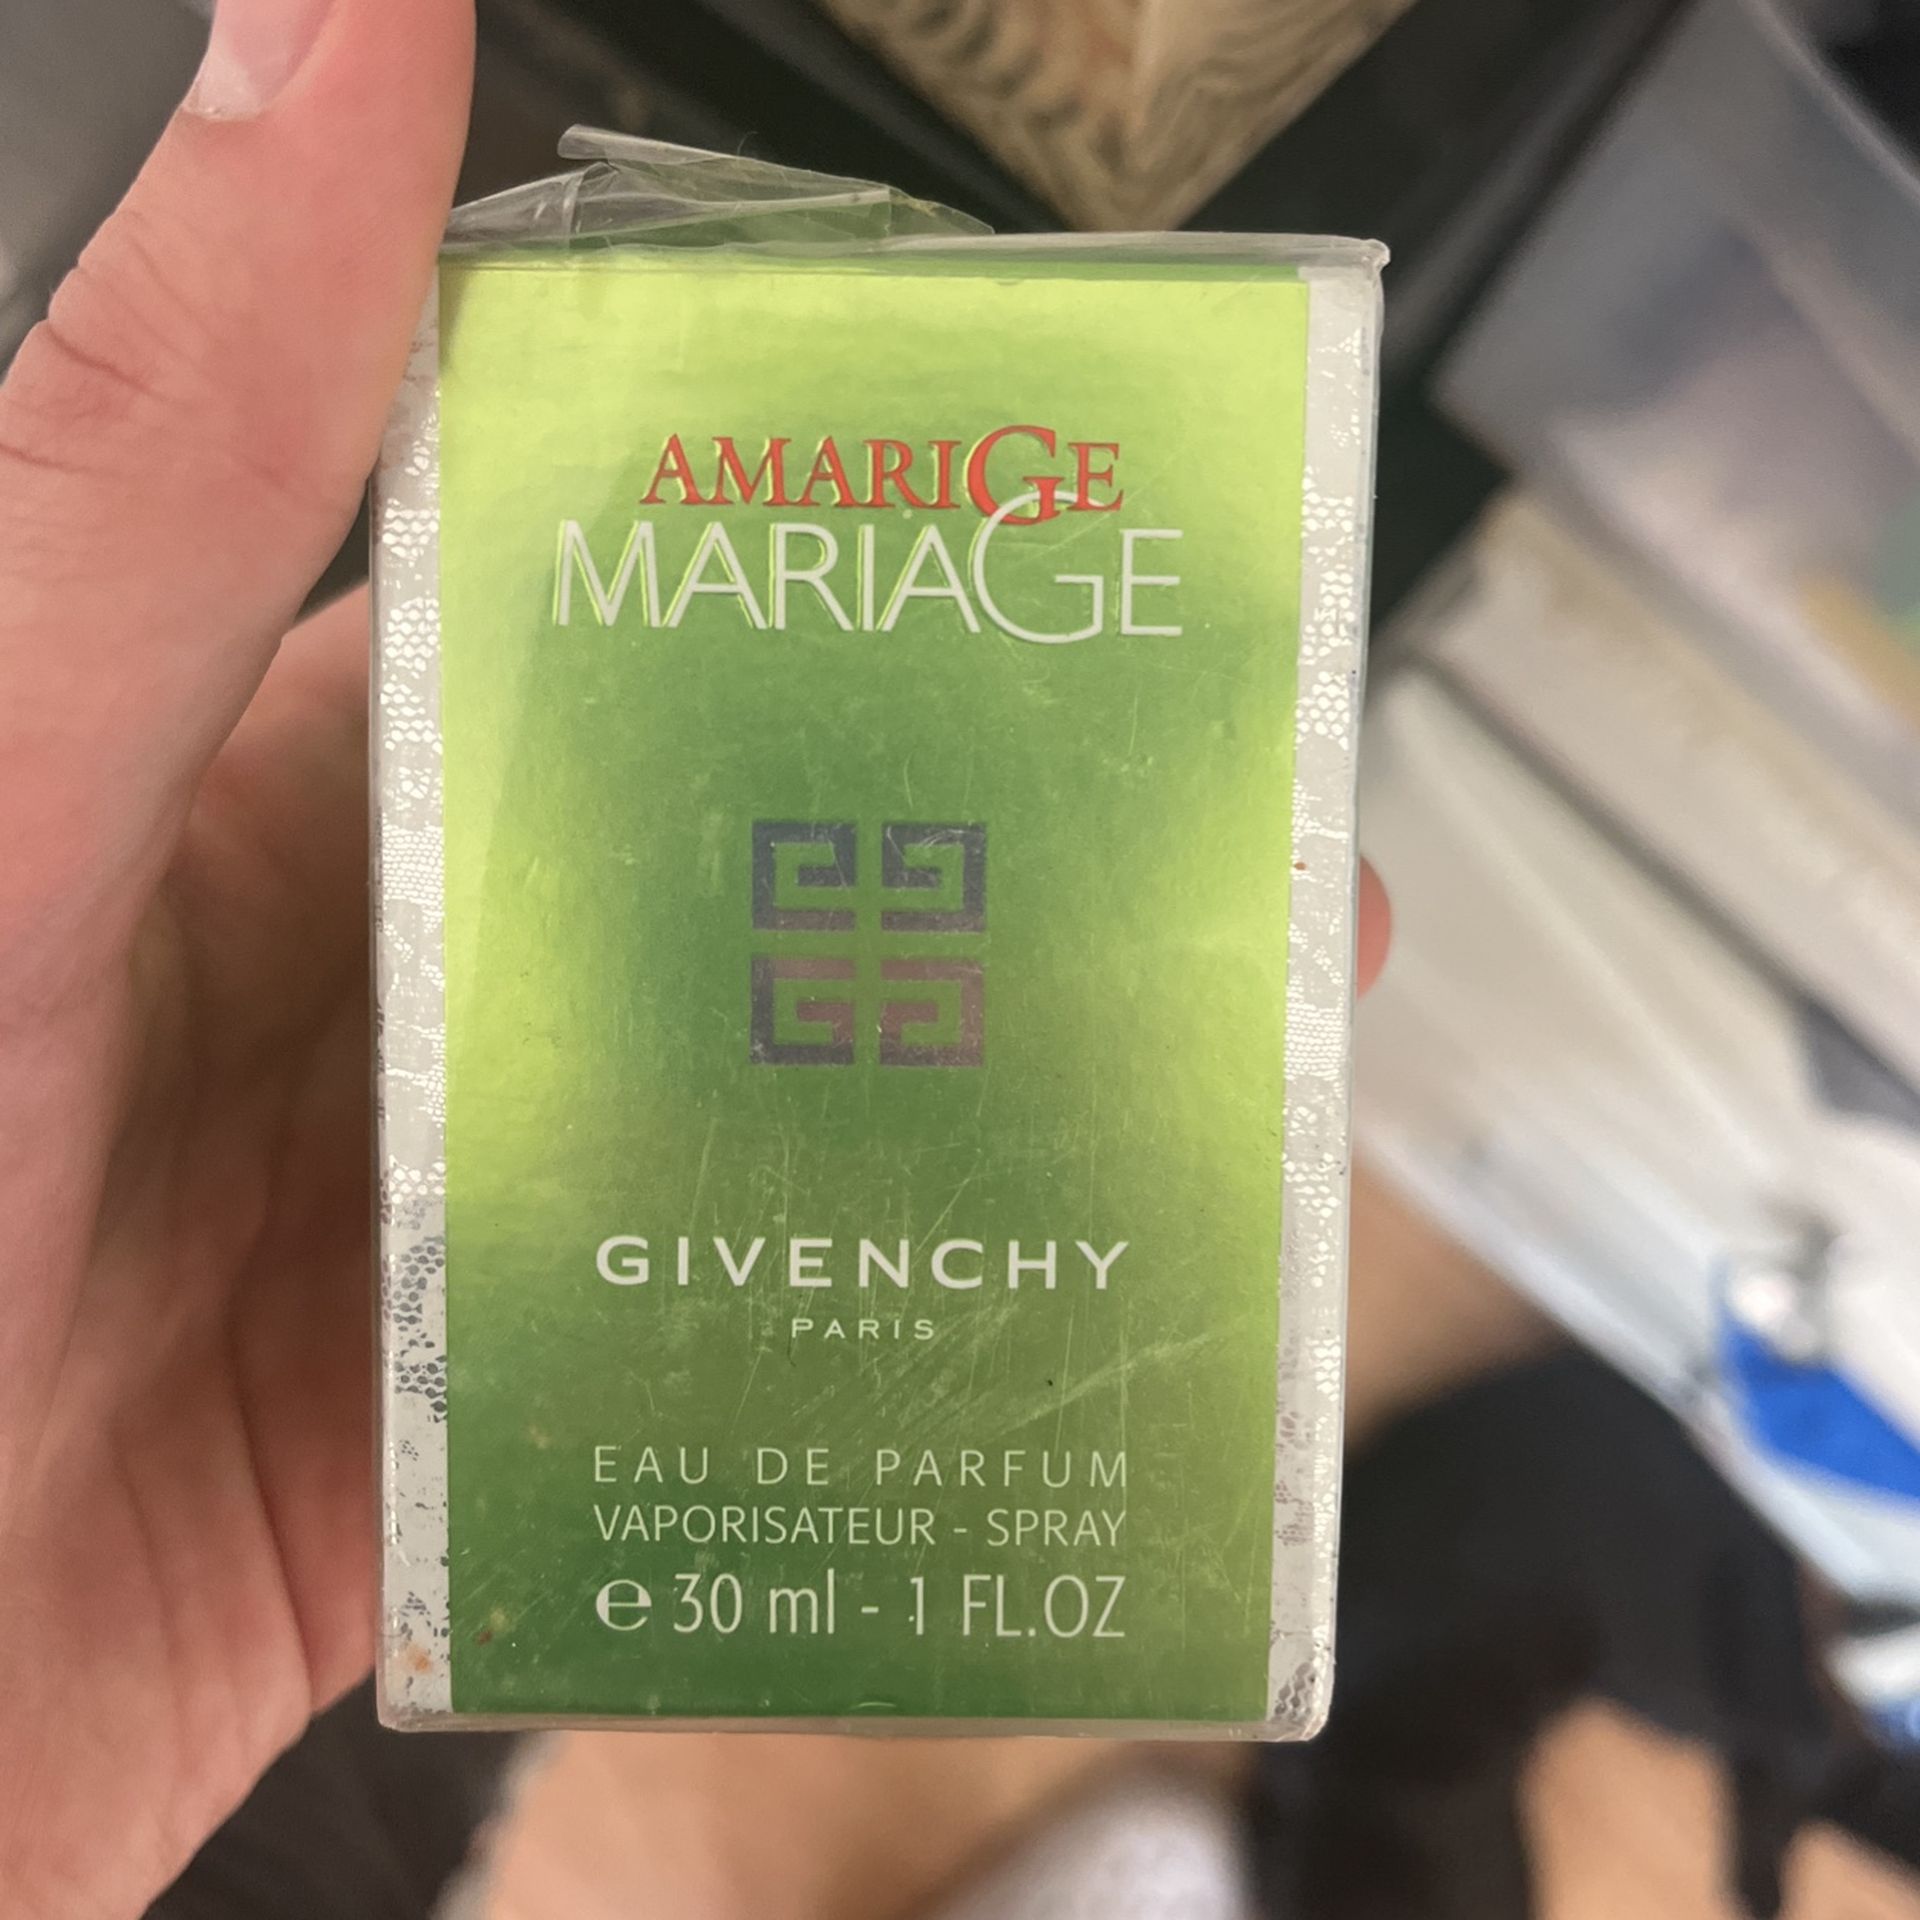 AMARIGE
MARIAGE
GIVENCHY
PARIS
EAU DE PARFUM
VAPORISATEUR - SPRAY
℮ 30 ml - 1 FL.OZ